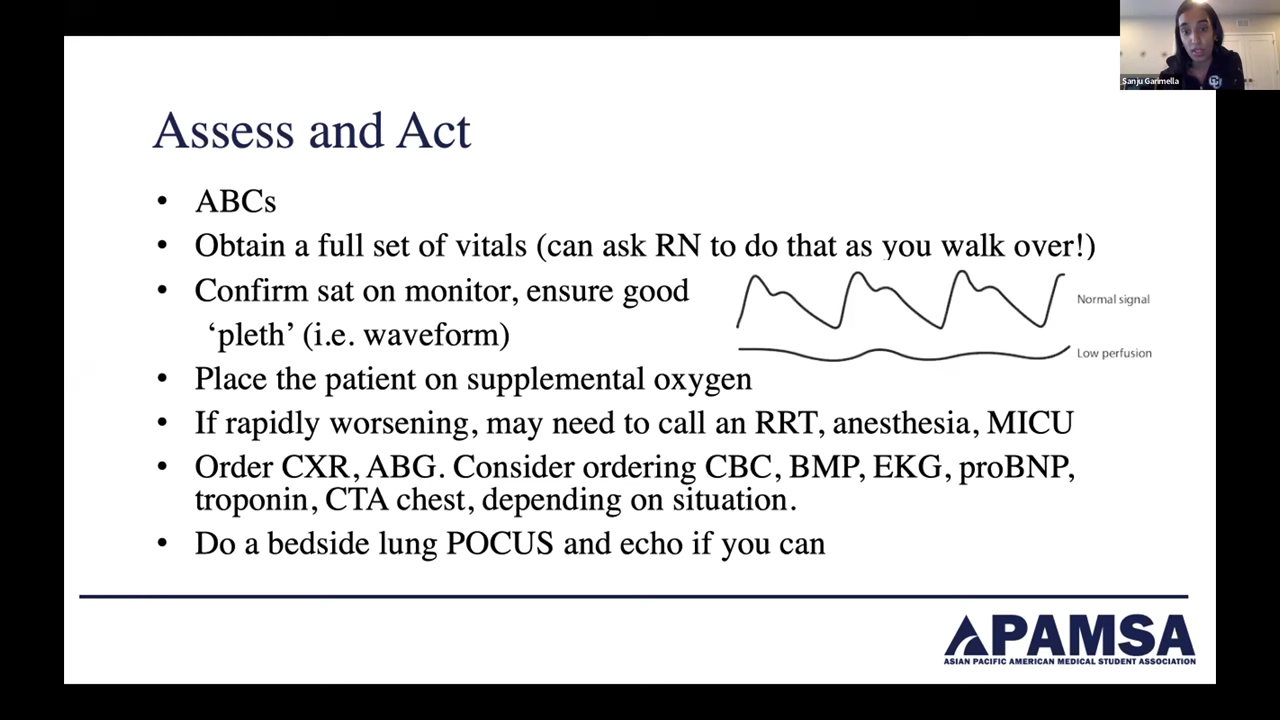 Sanju Garimella
Assess and Act
• ABCs
• Obtain a full set of vitals (can ask RN to do that as you walk over!)
• Confirm sat on monitor, ensure good
‘pleth’ (i.e. waveform)
Normal signal
Low perfusion
• Place the patient on supplemental oxygen
• If rapidly worsening, may need to call an RRT, anesthesia, MICU
• Order CXR, ABG. Consider ordering CBC, BMP, EKG, proBNP,
troponin, CTA chest, depending on situation.
• Do a bedside lung POCUS and echo if you can
APAMSA
ASIAN PACIFIC AMERICAN MEDICAL STUDENT ASSOCIATION